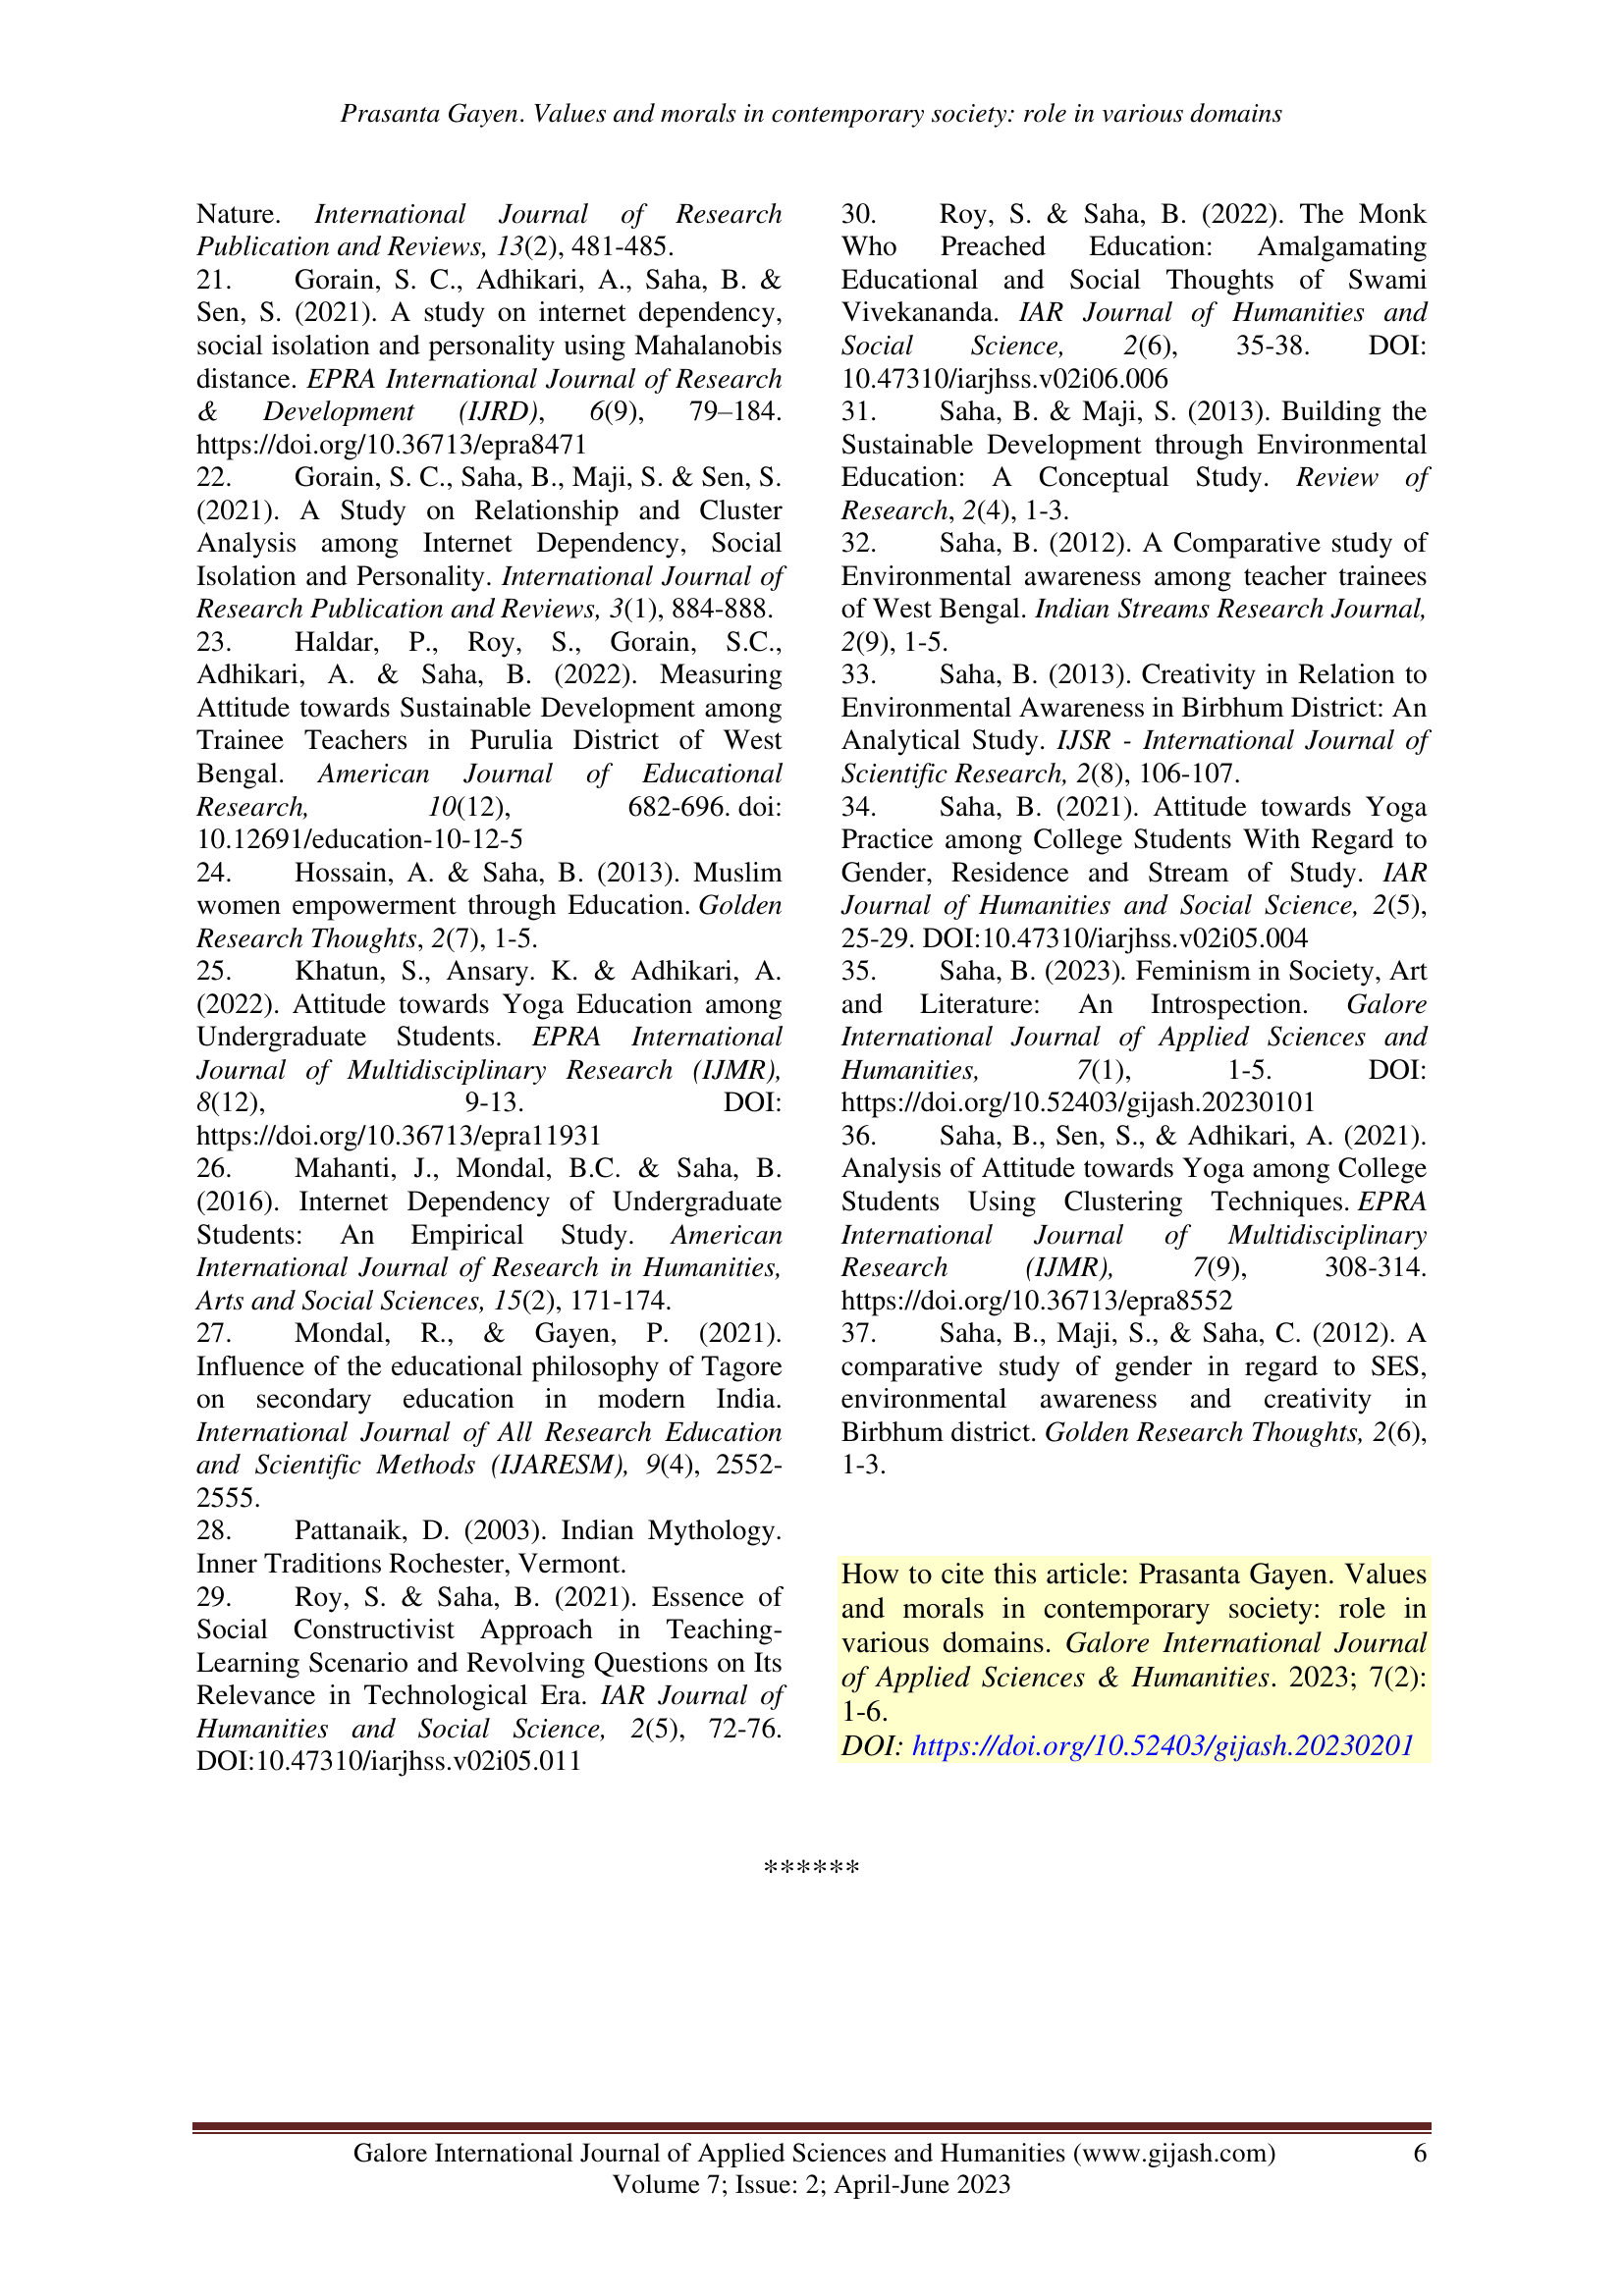 Prasanta Gayen. Values and morals in contemporary society: role in various domains
Nature. International Journal of Research
Publication and Reviews, 13(2), 481-485.
21. Gorain, S. C., Adhikari, A., Saha, B. &
Sen, S. (2021). A study on internet dependency,
social isolation and personality using Mahalanobis
distance. EPRA International Journal of Research
& Development (IJRD), 6(9), 79–184.
https://doi.org/10.36713/epra8471
22. Gorain, S. C., Saha, B., Maji, S. & Sen, S.
(2021). A Study on Relationship and Cluster
Analysis among Internet Dependency, Social
Isolation and Personality. International Journal of
Research Publication and Reviews, 3(1), 884-888.
23. Haldar, P., Roy, S., Gorain, S.C.,
Adhikari, A. & Saha, B. (2022). Measuring
Attitude towards Sustainable Development among
Trainee Teachers in Purulia District of West
Bengal. American Journal of Educational
Research, 10(12), 682-696. doi:
10.12691/education-10-12-5
24. Hossain, A. & Saha, B. (2013). Muslim
women empowerment through Education. Golden
Research Thoughts, 2(7), 1-5.
25. Khatun, S., Ansary. K. & Adhikari, A.
(2022). Attitude towards Yoga Education among
Undergraduate Students. EPRA International
Journal of Multidisciplinary Research (IJMR),
8(12), 9-13. DOI:
https://doi.org/10.36713/epra11931
26. Mahanti, J., Mondal, B.C. & Saha, B.
(2016). Internet Dependency of Undergraduate
Students: An Empirical Study. American
International Journal of Research in Humanities,
Arts and Social Sciences, 15(2), 171-174.
27. Mondal, R., & Gayen, P. (2021).
Influence of the educational philosophy of Tagore
on secondary education in modern India.
International Journal of All Research Education
and Scientific Methods (IJARESM), 9(4), 2552-
2555.
28. Pattanaik, D. (2003). Indian Mythology.
Inner Traditions Rochester, Vermont.
29. Roy, S. & Saha, B. (2021). Essence of
Social Constructivist Approach in Teaching-
Learning Scenario and Revolving Questions on Its
Relevance in Technological Era. IAR Journal of
Humanities and Social Science, 2(5), 72-76.
DOI:10.47310/iarjhss.v02i05.011
30. Roy, S. & Saha, B. (2022). The Monk
Who Preached Education: Amalgamating
Educational and Social Thoughts of Swami
Vivekananda. IAR Journal of Humanities and
Social Science, 2(6), 35-38. DOI:
10.47310/iarjhss.v02i06.006
31. Saha, B. & Maji, S. (2013). Building the
Sustainable Development through Environmental
Education: A Conceptual Study. Review of
Research, 2(4), 1-3.
32. Saha, B. (2012). A Comparative study of
Environmental awareness among teacher trainees
of West Bengal. Indian Streams Research Journal,
2(9), 1-5.
33. Saha, B. (2013). Creativity in Relation to
Environmental Awareness in Birbhum District: An
Analytical Study. IJSR - International Journal of
Scientific Research, 2(8), 106-107.
34. Saha, B. (2021). Attitude towards Yoga
Practice among College Students With Regard to
Gender, Residence and Stream of Study. IAR
Journal of Humanities and Social Science, 2(5),
25-29. DOI:10.47310/iarjhss.v02i05.004
35. Saha, B. (2023). Feminism in Society, Art
and Literature: An Introspection. Galore
International Journal of Applied Sciences and
Humanities, 7(1), 1-5. DOI:
https://doi.org/10.52403/gijash.20230101
36. Saha, B., Sen, S., & Adhikari, A. (2021).
Analysis of Attitude towards Yoga among College
Students Using Clustering Techniques. EPRA
International Journal of Multidisciplinary
Research (IJMR), 7(9), 308-314.
https://doi.org/10.36713/epra8552
37. Saha, B., Maji, S., & Saha, C. (2012). A
comparative study of gender in regard to SES,
environmental awareness and creativity in
Birbhum district. Golden Research Thoughts, 2(6),
1-3.
How to cite this article: Prasanta Gayen. Values
and morals in contemporary society: role in
various domains. Galore International Journal
of Applied Sciences & Humanities. 2023; 7(2):
1-6.
DOI: https://doi.org/10.52403/gijash.20230201
******
Galore International Journal of Applied Sciences and Humanities (www.gijash.com) 6
Volume 7; Issue: 2; April-June 2023